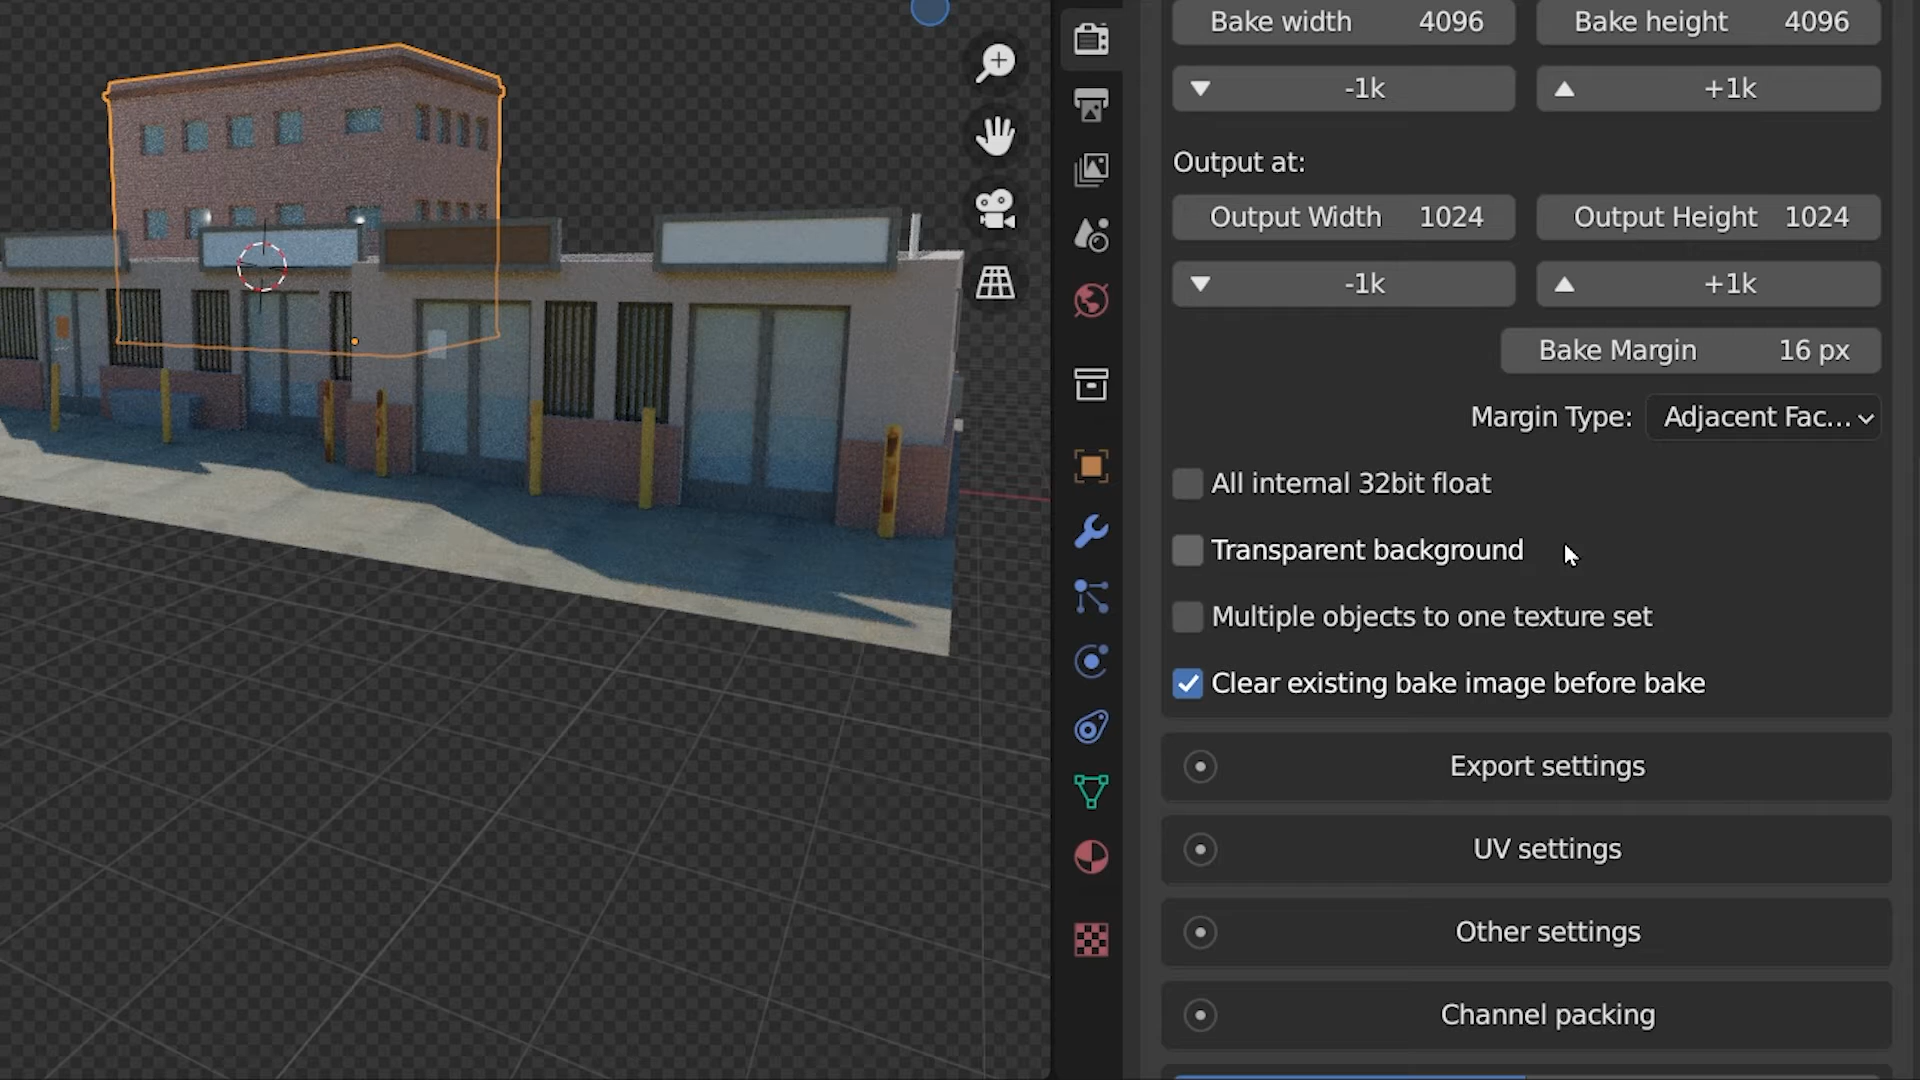 Bake width 4096 Bake height 4096
-1k +1k
Output at:
Output Width 1024 Output Height 1024
-1k +1k
Bake Margin 16 px
Margin Type: Adjacent Fac...
All internal 32bit float
Transparent background
Multiple objects to one texture set
Clear existing bake image before bake
Export settings
UV settings
Other settings
Channel packing